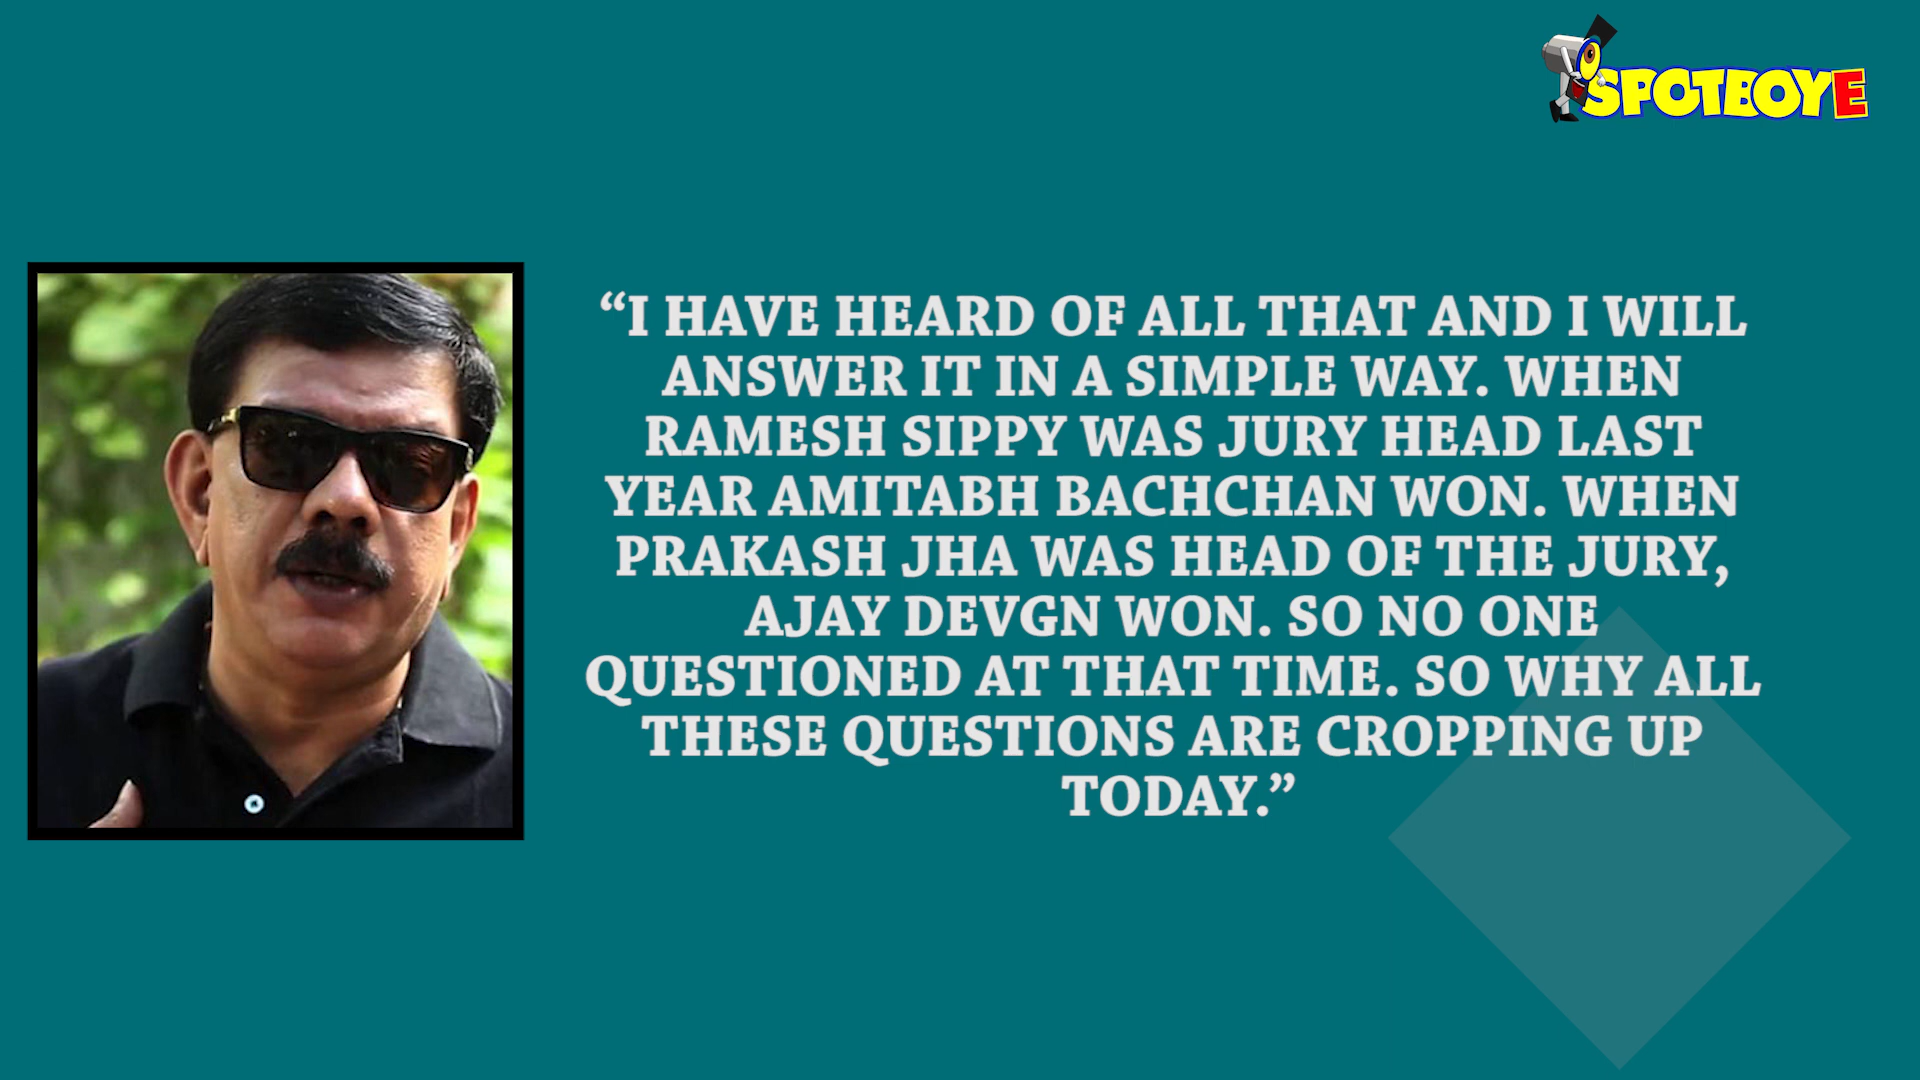 SPOTBOYE
“I HAVE HEARD OF ALL THAT AND I WILL
ANSWER IT IN A SIMPLE WAY. WHEN
RAMESH SIPPY WAS JURY HEAD LAST
YEAR AMITABH BACHCHAN WON. WHEN
PRAKASH JHA WAS HEAD OF THE JURY,
AJAY DEVGN WON. SO NO ONE
QUESTIONED AT THAT TIME. SO WHY ALL
THESE QUESTIONS ARE CROPPING UP
TODAY.”